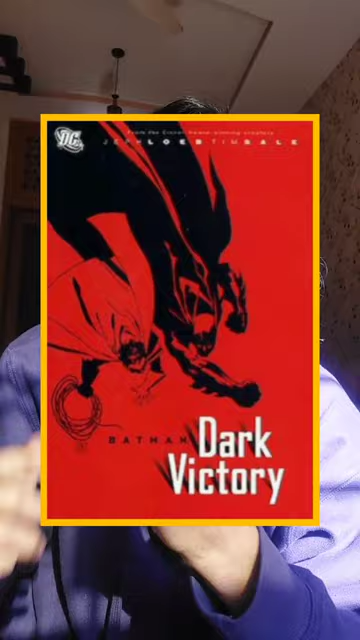 DC
From the Eisner Award-winning creators
JEPH LOEB TIM SALE
BATMAN Dark
Victory